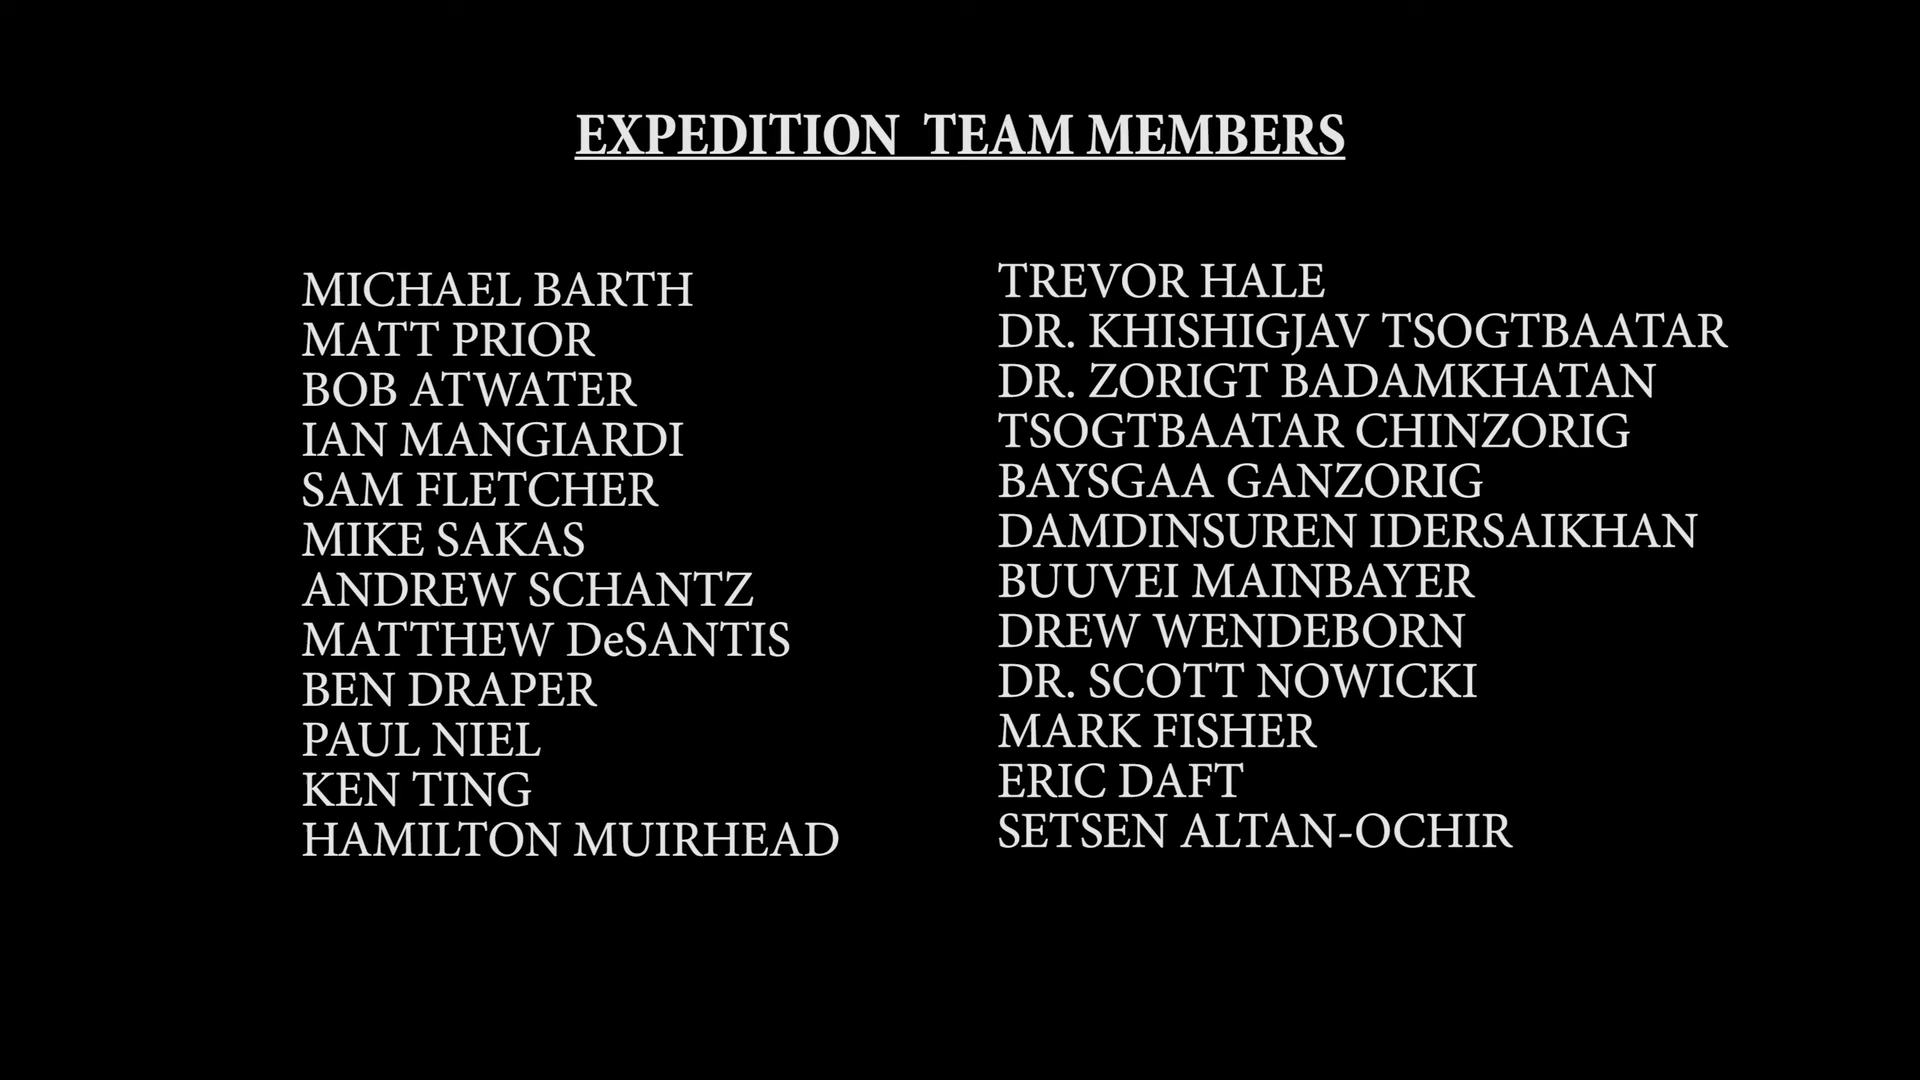 EXPEDITION  TEAM MEMBERS
MICHAEL BARTH
MATT PRIOR
BOB ATWATER
IAN MANGIARDI
SAM FLETCHER
MIKE SAKAS
ANDREW SCHANTZ
MATTHEW DeSANTIS
BEN DRAPER
PAUL NIEL
KEN TING
HAMILTON MUIRHEAD
TREVOR HALE
DR. KHISHIGJAV TSOGTBAATAR
DR. ZORIGT BADAMKHATAN
TSOGTBAATAR CHINZORIG
BAYSGAA GANZORIG
DAMDINSUREN IDERSAIKHAN
BUUVEI MAINBAYER
DREW WENDEBORN
DR. SCOTT NOWICKI
MARK FISHER
ERIC DAFT
SETSEN ALTAN-OCHIR